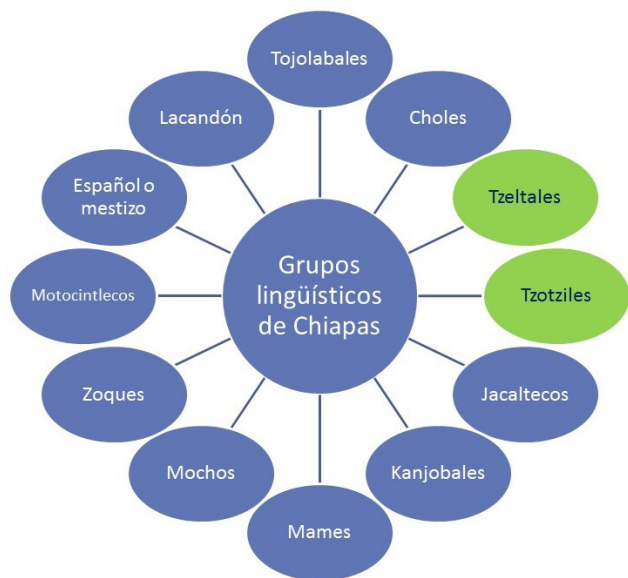 Tojolabales
Choles
Tzeltales
Tzotziles
Jacaltecos
Kanjobales
Mames
Mochos
Zoques
Motocintlecos
Español o
mestizo
Lacandón
Grupos
lingüísticos
de Chiapas